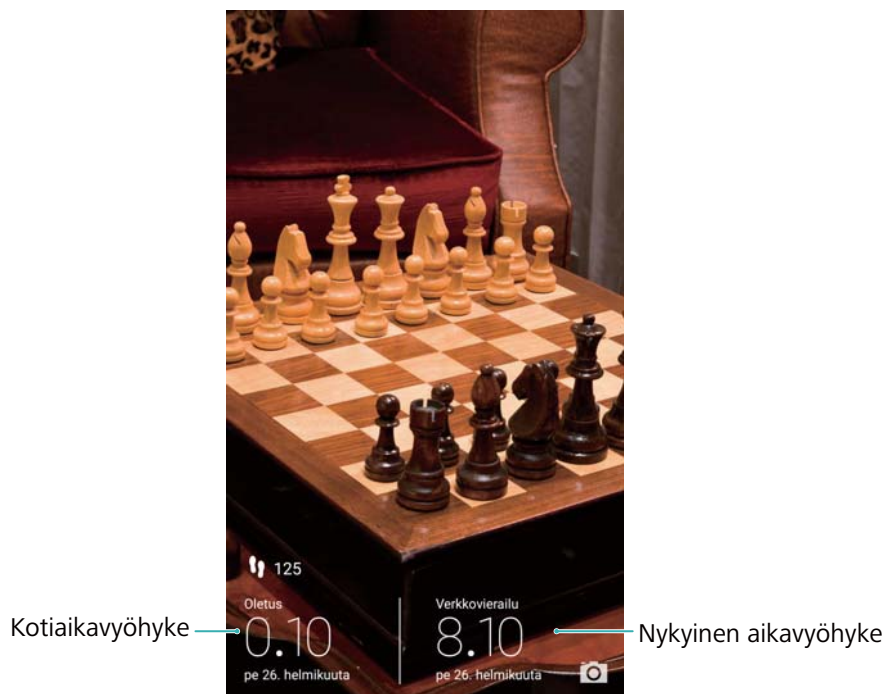 125
Oletus
0.10
pe 26. helmikuuta
Verkkovierailu
8.10
pe 26. helmikuuta
Kotiaikavyöhyke
Nykyinen aikavyöhyke